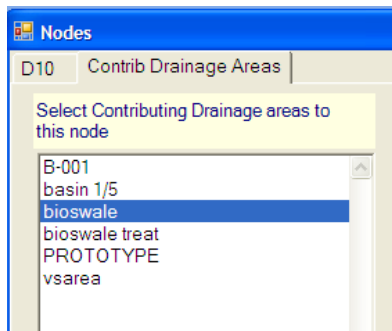 Nodes
D10 Contrib Drainage Areas
Select Contributing Drainage areas to
this node
B-001
basin 1/5
bioswale
bioswale treat
PROTOTYPE
vsarea